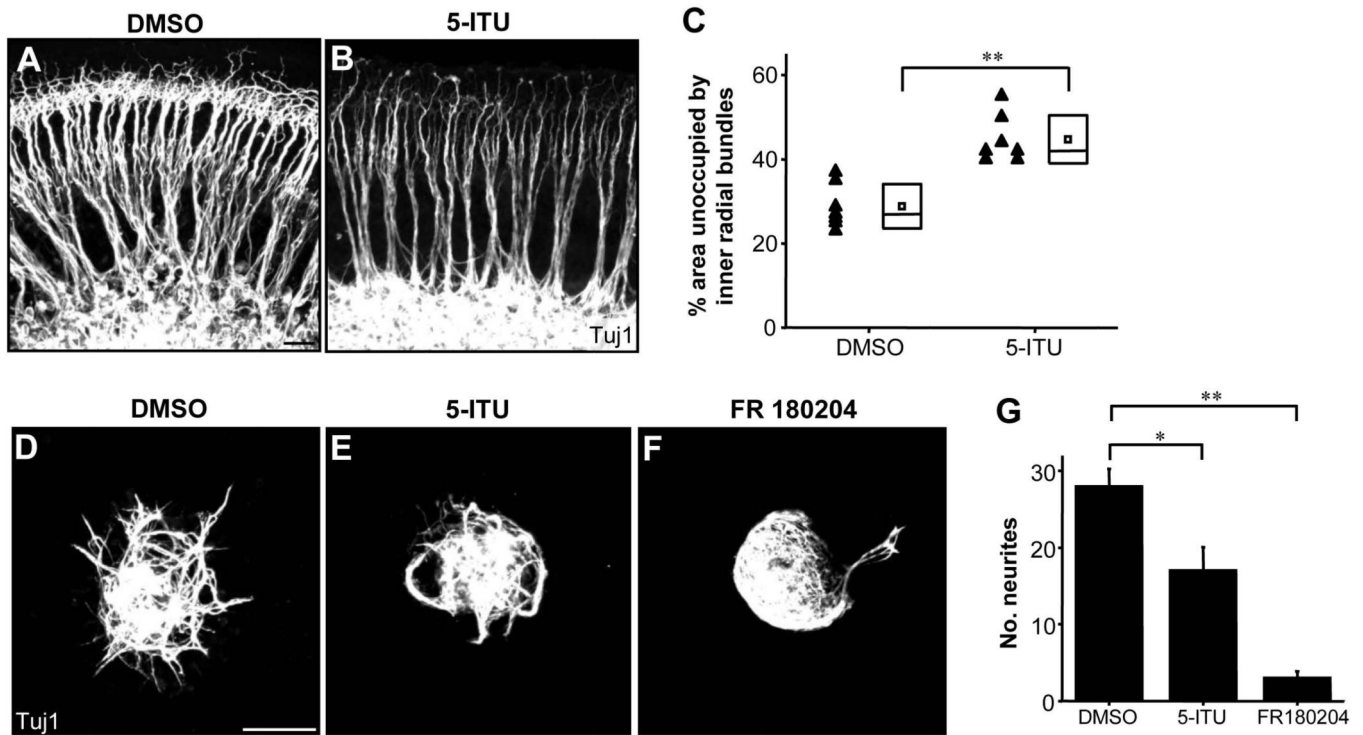 DMSO
5-ITU
A
B
Tuj1
C
**
% area unoccupied by
inner radial bundles
60
40
20
0
DMSO
5-ITU
DMSO
5-ITU
FR 180204
D
Tuj1
E
F
G
**
*
No. neurites
30
20
10
0
DMSO
5-ITU
FR180204